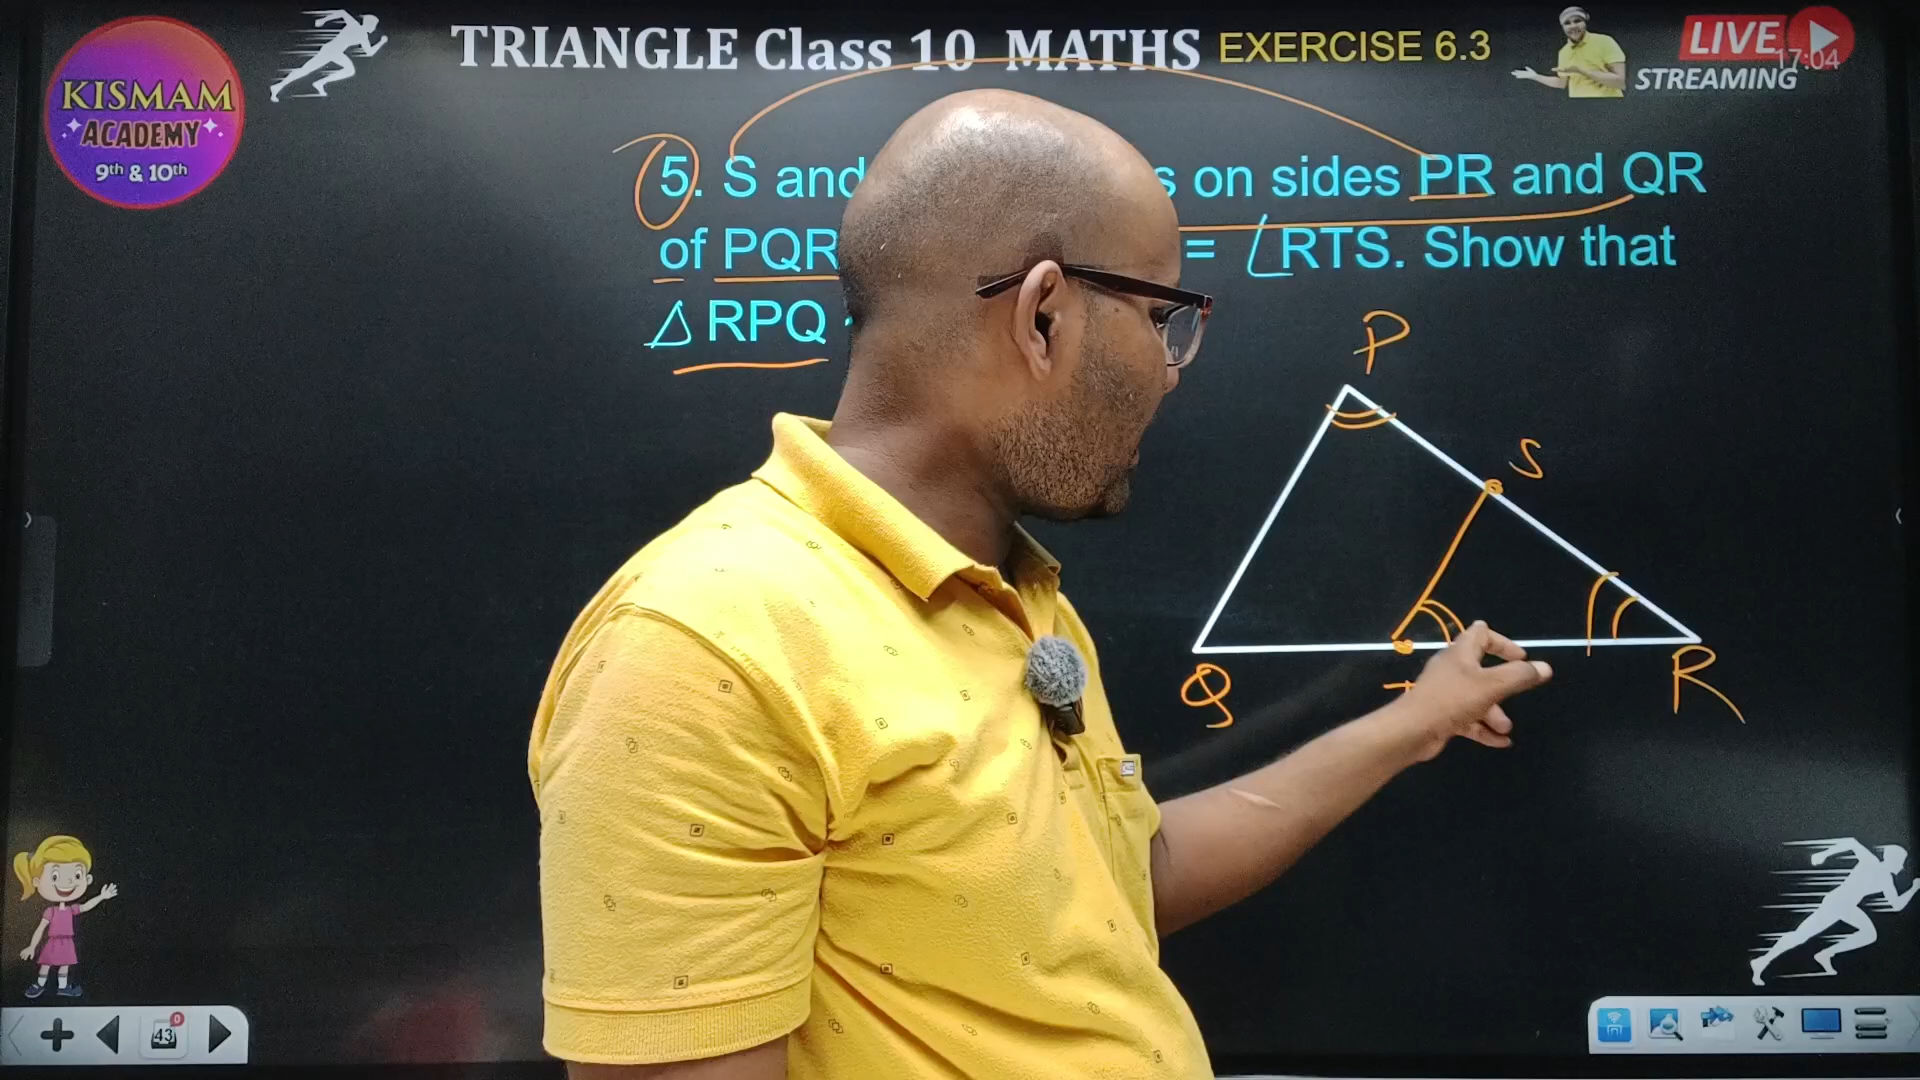 KISMAM
ACADEMY
9th & 10th
TRIANGLE Class 10 MATHS EXERCISE 6.3
LIVE
17:04
STREAMING
5. S and s on sides PR and QR
of PQR = ∠RTS. Show that
△ RPQ
P
S
Q
R
43
0